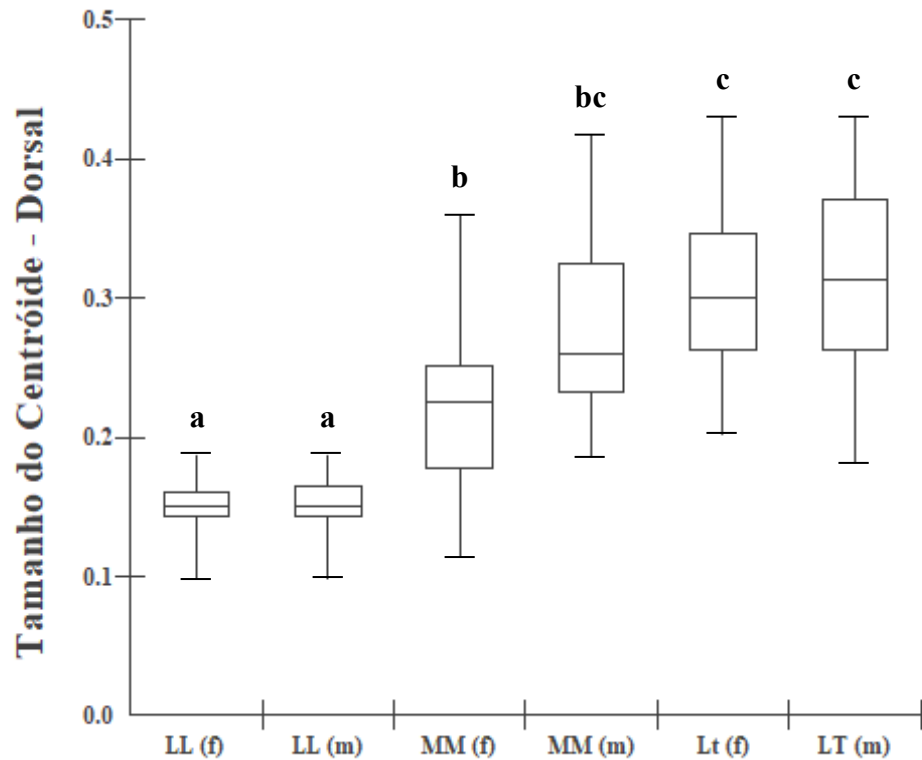 Tamanho do Centróide - Dorsal
0.5
0.4
0.3
0.2
0.1
0.0
a
a
b
bc
c
c
LL (f)
LL (m)
MM (f)
MM (m)
Lt (f)
LT (m)